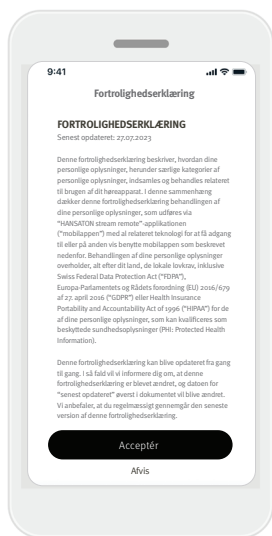 9:41
Fortrolighedserklæring
FORTROLIGHEDSERKLÆRING
Senest opdateret: 27.07.2023
Denne fortrolighedserklæring beskriver, hvordan dine
personlige oplysninger, herunder særlige kategorier af
personlige oplysninger, indsamles og behandles relateret
til brugen af dit høreapparat. I denne sammenhæng
dækker denne fortrolighedserklæring behandlingen af
dine personlige oplysninger, som udføres via
“HANSATON stream remote”-applikationen
(“mobilappen”) med al relateret teknologi for at få adgang
til eller på anden vis benytte mobilappen som beskrevet
nedenfor. Behandlingen af dine personlige oplysninger
overholder, alt efter dit land, de lokale lovkrav, inklusive
Swiss Federal Data Protection Act (“FDPA”),
Europa-Parlamentets og Rådets forordning (EU) 2016/679
af 27. april 2016 (“GDPR”) eller Health Insurance
Portability and Accountability Act of 1996 (“HIPAA”) for de
af dine personlige oplysninger, som kan kvalificeres som
beskyttede sundhedsoplysninger (PHI: Protected Health
Information).
Denne fortrolighedserklæring kan blive opdateret fra gang
til gang. I så fald vil vi informere dig om, at denne
fortrolighedserklæring er blevet ændret, og datoen for
“senest opdateret” øverst i dokumentet vil blive ændret.
Vi anbefaler, at du regelmæssigt gennemgår den seneste
version af denne fortrolighedserklæring.
Acceptér
Afvis